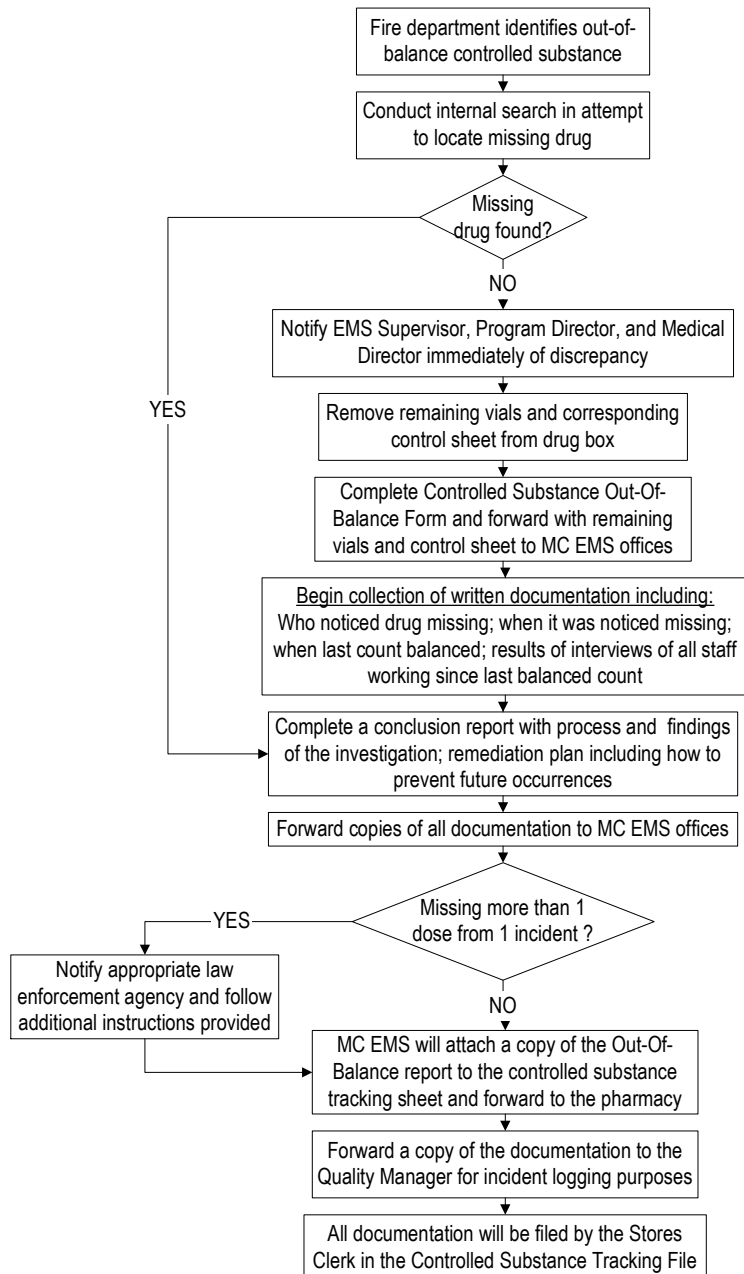 Fire department identifies out-of-
balance controlled substance
Conduct internal search in attempt
to locate missing drug
Missing
drug found?
NO
Notify EMS Supervisor, Program Director, and Medical
Director immediately of discrepancy
YES
Remove remaining vials and corresponding
control sheet from drug box
Complete Controlled Substance Out-Of-
Balance Form and forward with remaining
vials and control sheet to MC EMS offices
Begin collection of written documentation including:
Who noticed drug missing; when it was noticed missing;
when last count balanced; results of interviews of all staff
working since last balanced count
Complete a conclusion report with process and findings
of the investigation; remediation plan including how to
prevent future occurrences
Forward copies of all documentation to MC EMS offices
Missing more than 1
dose from 1 incident ?
YES
Notify appropriate law
enforcement agency and follow
additional instructions provided
NO
MC EMS will attach a copy of the Out-Of-
Balance report to the controlled substance
tracking sheet and forward to the pharmacy
Forward a copy of the documentation to the
Quality Manager for incident logging purposes
All documentation will be filed by the Stores
Clerk in the Controlled Substance Tracking File